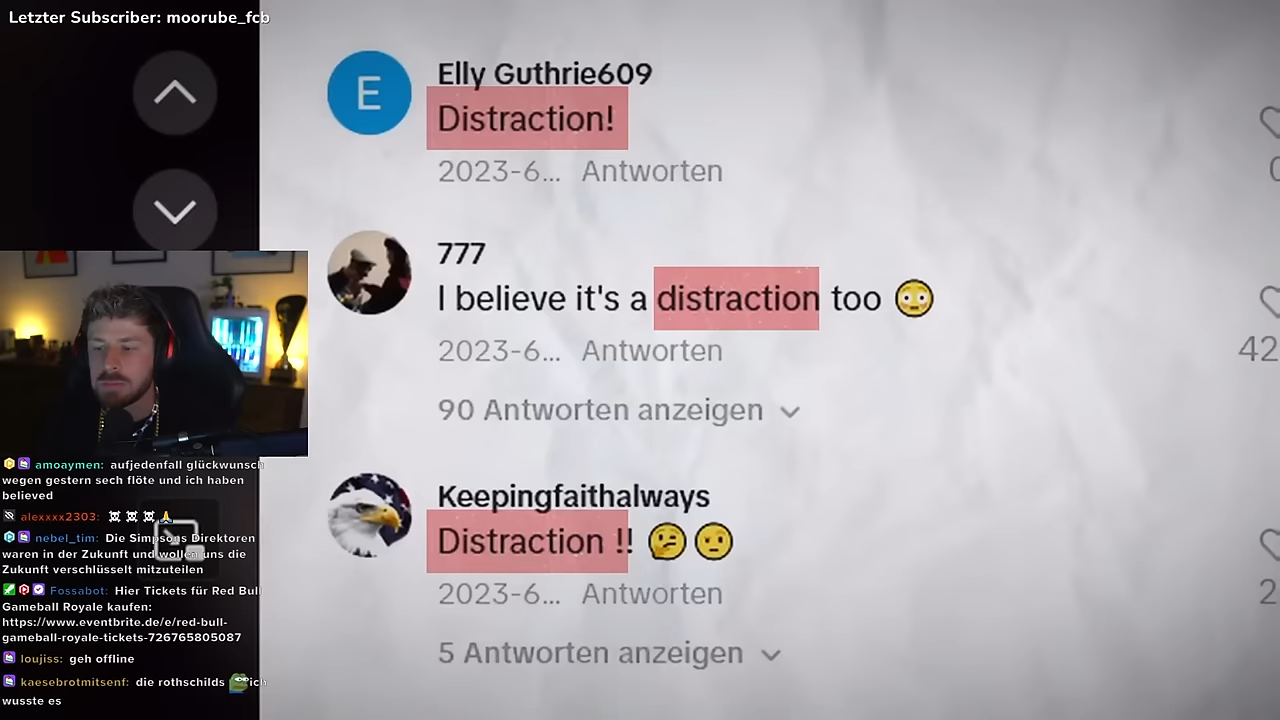 Letzter Subscriber: moorube_fcb
E
Elly Guthrie609
Distraction!
2023-6... Antworten
0
777
I believe it's a distraction too 😳
2023-6... Antworten
42
90 Antworten anzeigen
Keepingfaithalways
Distraction !! 🤔🤨
2023-6... Antworten
2
5 Antworten anzeigen
amoaymen: aufjedenfall glückwunsch
wegen gestern sech flöte und ich haben
believed
alexxxx2303: ☠ ☠ ☠ 🙏
nebel_tim: Die Simpsons Direktoren
waren in der Zukunft und wollen uns die
Zukunft verschlüsselt mitzuteilen
Fossabot: Hier Tickets für Red Bull
Gameball Royale kaufen:
https://www.eventbrite.de/e/red-bull-
gameball-royale-tickets-726765805087
loujiss: geh offline
kaesebrotmitsenf: die rothschilds ich
wusste es